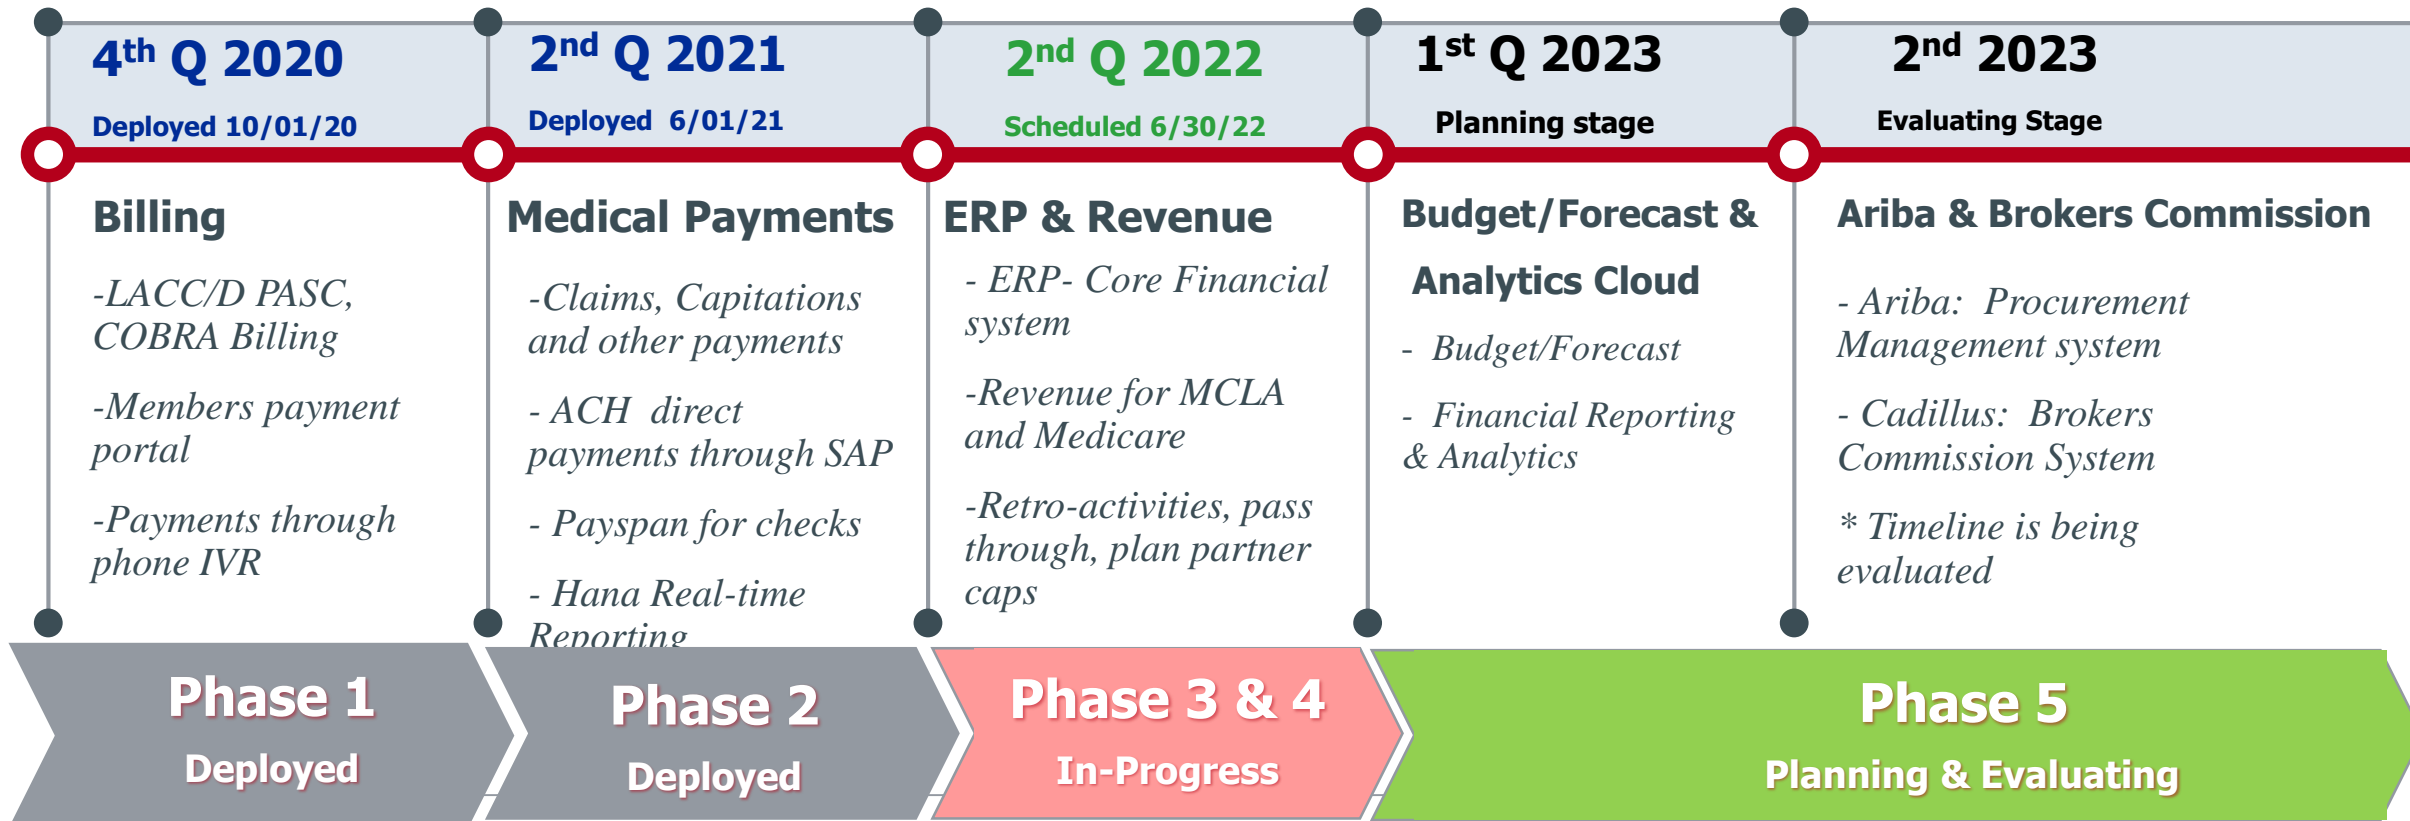 4th Q 2020
Deployed 10/01/20
2nd Q 2021
Deployed 6/01/21
2nd Q 2022
Scheduled 6/30/22
1st Q 2023
Planning stage
2nd 2023
Evaluating Stage
Billing
-LACC/D PASC,
COBRA Billing
-Members payment
portal
-Payments through
phone IVR
Medical Payments
-Claims, Capitations
and other payments
- ACH direct
payments through SAP
- Payspan for checks
- Hana Real-time
Reporting
ERP & Revenue
- ERP- Core Financial
system
-Revenue for MCLA
and Medicare
-Retro-activities, pass
through, plan partner
caps
Budget/Forecast &
Analytics Cloud
- Budget/Forecast
- Financial Reporting
& Analytics
Ariba & Brokers Commission
- Ariba: Procurement
Management system
- Cadillus: Brokers
Commission System
* Timeline is being
evaluated
Phase 1
Deployed
Phase 2
Deployed
Phase 3 & 4
In-Progress
Phase 5
Planning & Evaluating